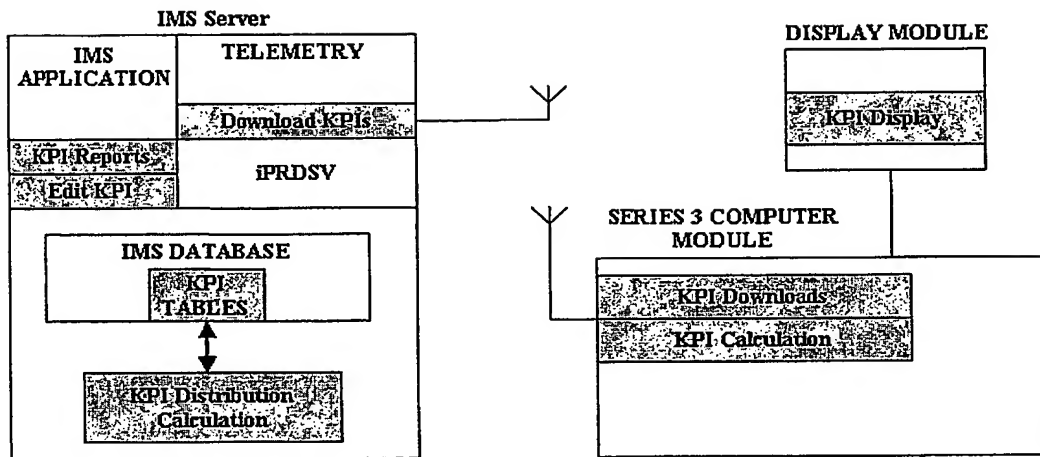 IMS Server
IMS
APPLICATION
TELEMETRY
Download KPIs
KPI Reports
Edit KPI
iPRDSV
IMS DATABASE
KPI
TABLES
KPI Distribution
Calculation
DISPLAY MODULE
KPI Display
SERIES 3 COMPUTER
MODULE
KPI Downloads
KPI Calculation